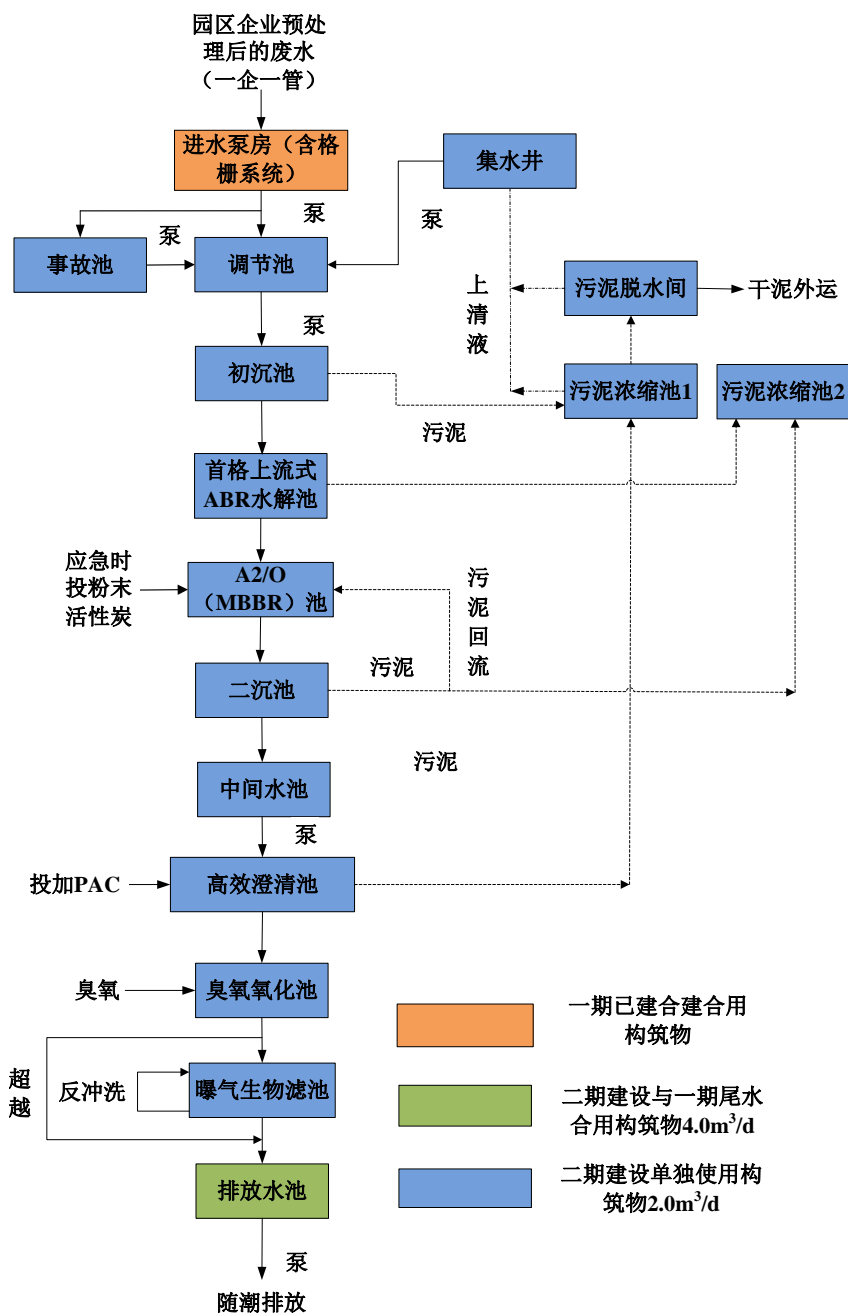 园区企业预处
理后的废水
（一企一管）
进水泵房（含格
栅系统）
集水井
泵
泵
泵
事故池
调节池
上
清
液
污泥脱水间
干泥外运
泵
初沉池
污泥浓缩池1
污泥浓缩池2
污泥
首格上流式
ABR水解池
应急时
投粉末
活性炭
A2/O
（MBBR）池
污
泥
回
流
污泥
二沉池
污泥
中间水池
泵
投加PAC
高效澄清池
臭氧
臭氧氧化池
一期已建合建合用
构筑物
超
越
反冲洗
曝气生物滤池
二期建设与一期尾水
合用构筑物4.0m³/d
排放水池
二期建设单独使用构
筑物2.0m³/d
泵
随潮排放